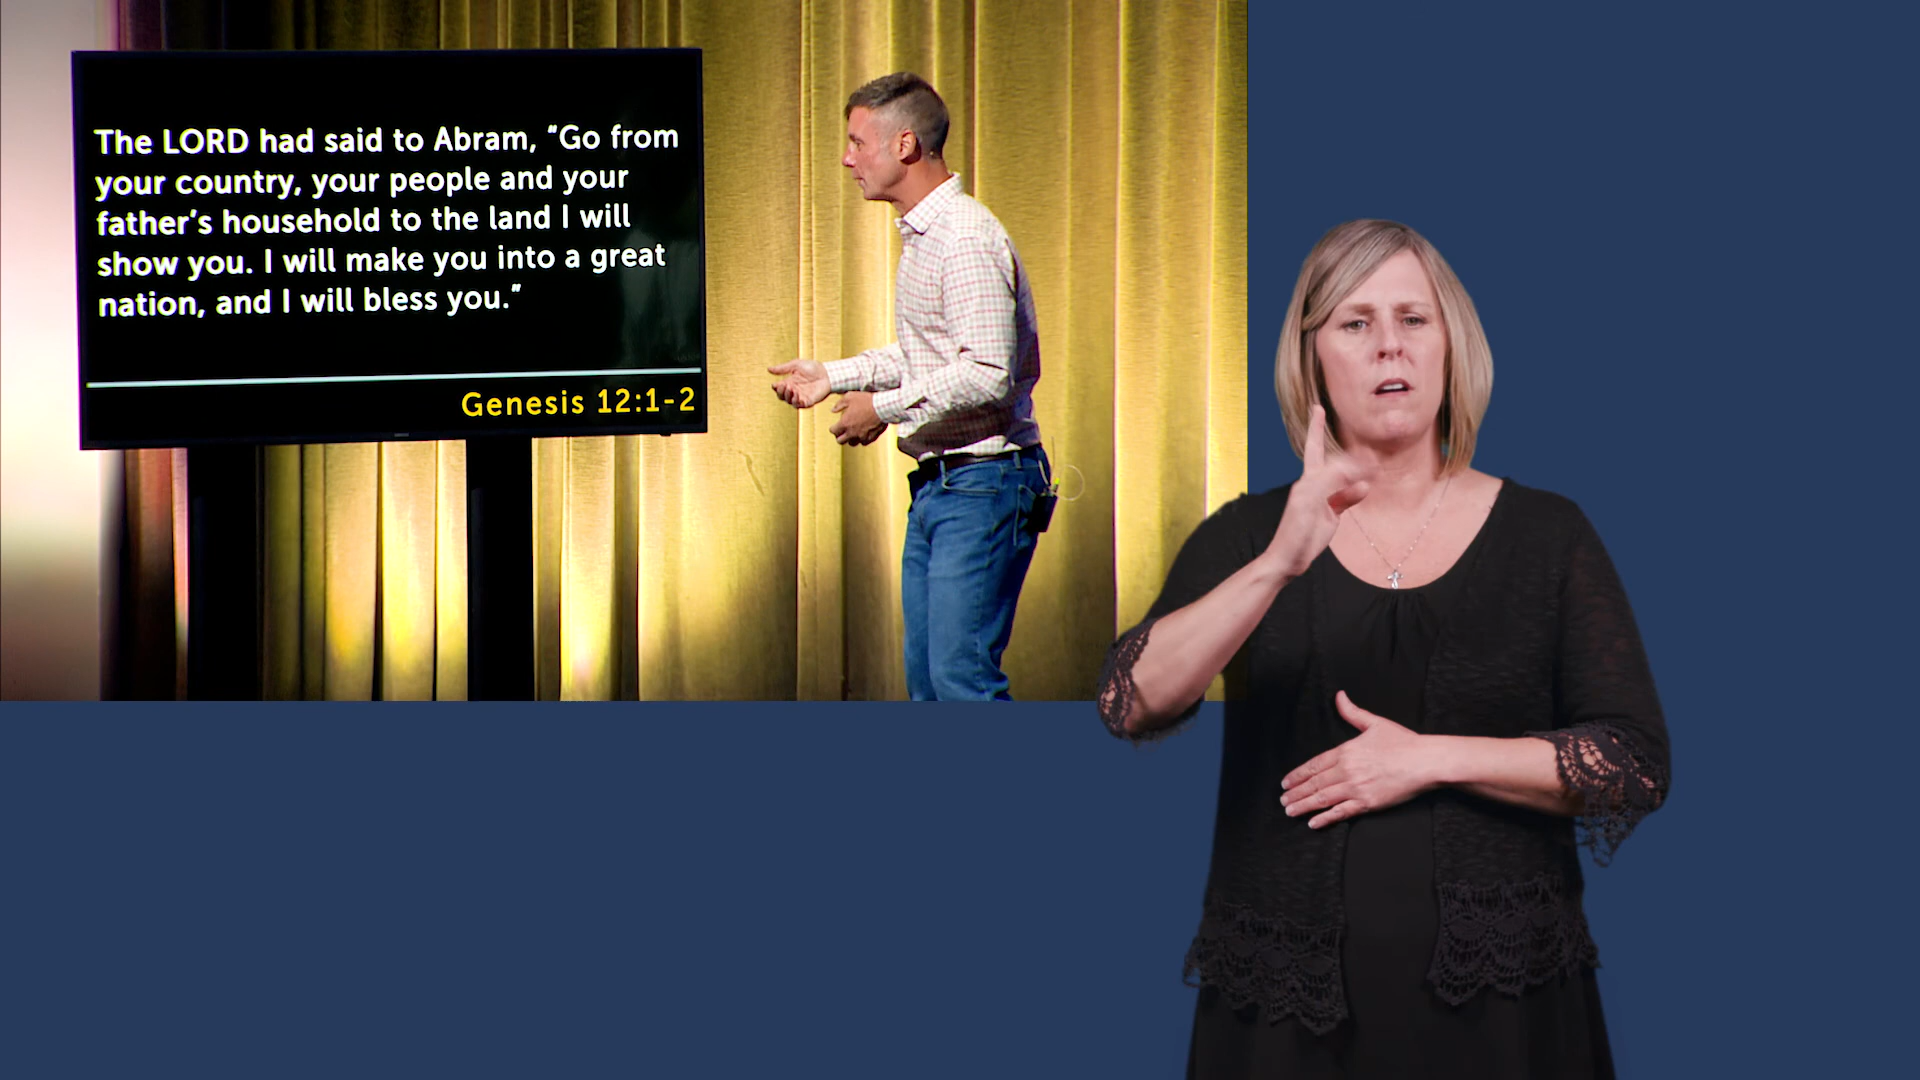 The LORD had said to Abram, “Go from
your country, your people and your
father’s household to the land I will
show you. I will make you into a great
nation, and I will bless you.”
Genesis 12:1-2